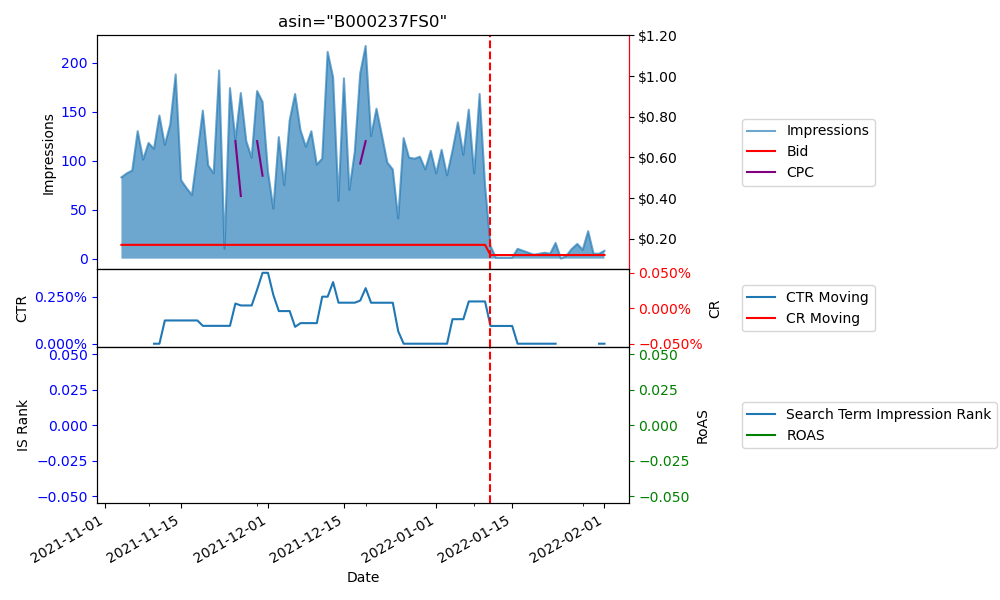 asin="B000237FS0"
Impressions
200
150
100
50
0
$1.20
$1.00
$0.80
$0.60
$0.40
$0.20
Impressions
Bid
CPC
CTR
0.250%
0.000%
0.050%
0.000%
−0.050%
CR
CTR Moving
CR Moving
IS Rank
0.050
0.025
0.000
−0.025
−0.050
0.050
0.025
0.000
−0.025
−0.050
RoAS
Search Term Impression Rank
ROAS
2021-11-01
2021-11-15
2021-12-01
2021-12-15
2022-01-01
2022-01-15
2022-02-01
Date